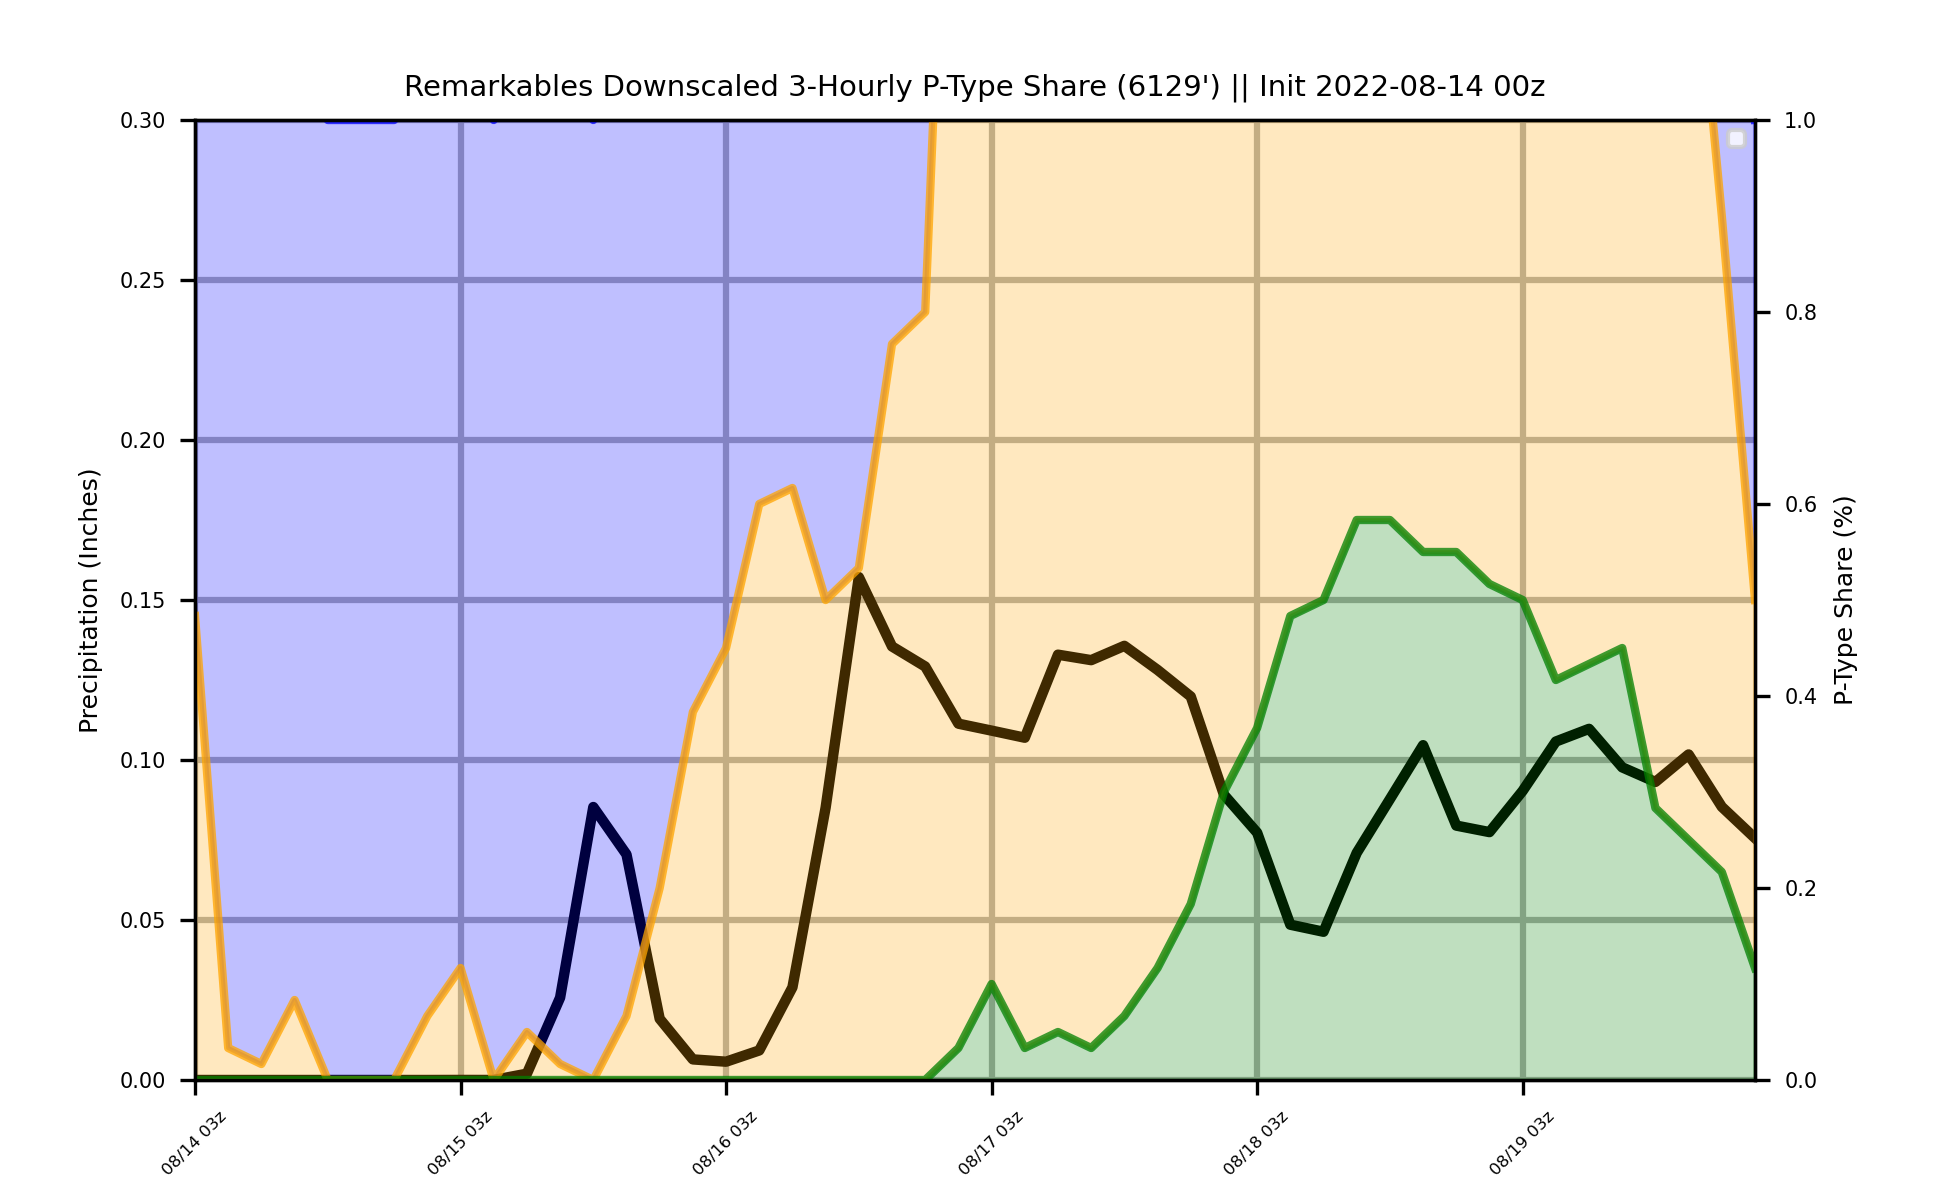 Remarkables Downscaled 3-Hourly P-Type Share (6129') || Init 2022-08-14 00z
0.30
0.25
0.20
0.15
0.10
0.05
0.00
Precipitation (Inches)
1.0
0.8
0.6
0.4
0.2
0.0
P-Type Share (%)
08/14 03z
08/15 03z
08/16 03z
08/17 03z
08/18 03z
08/19 03z